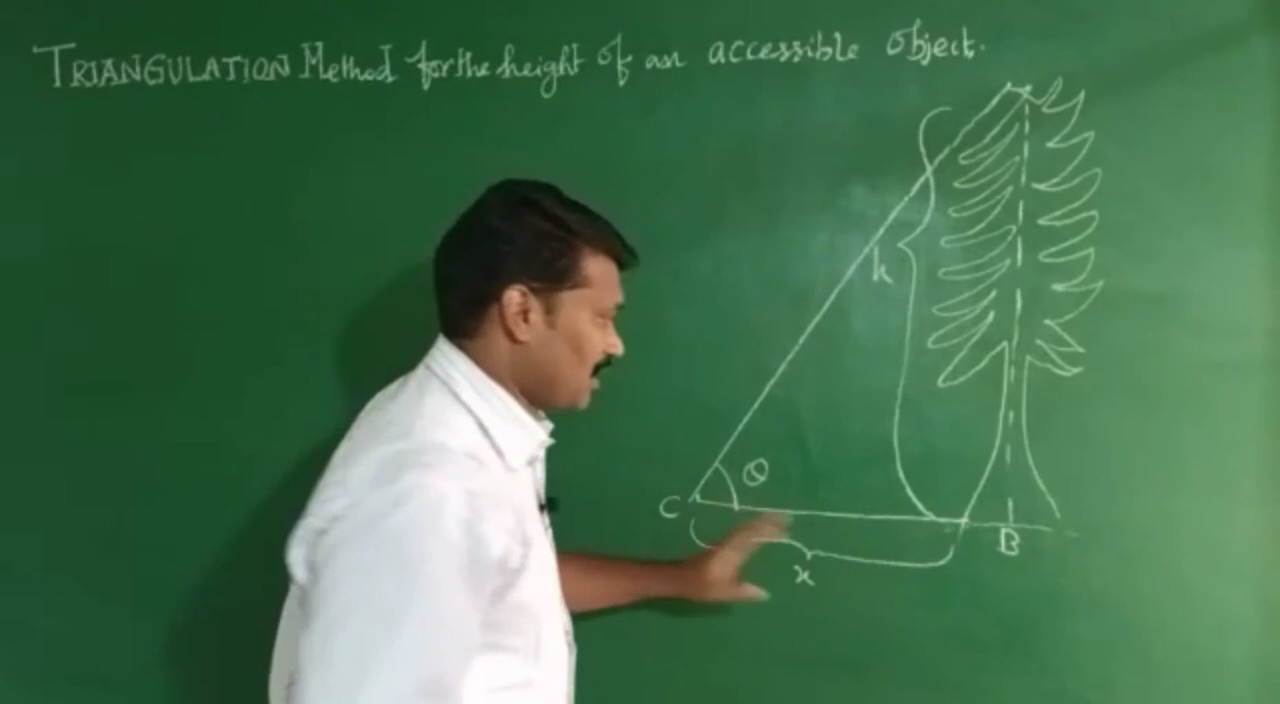 TRIANGULATION Method for the height of an accessible object.
h
θ
C
B
x